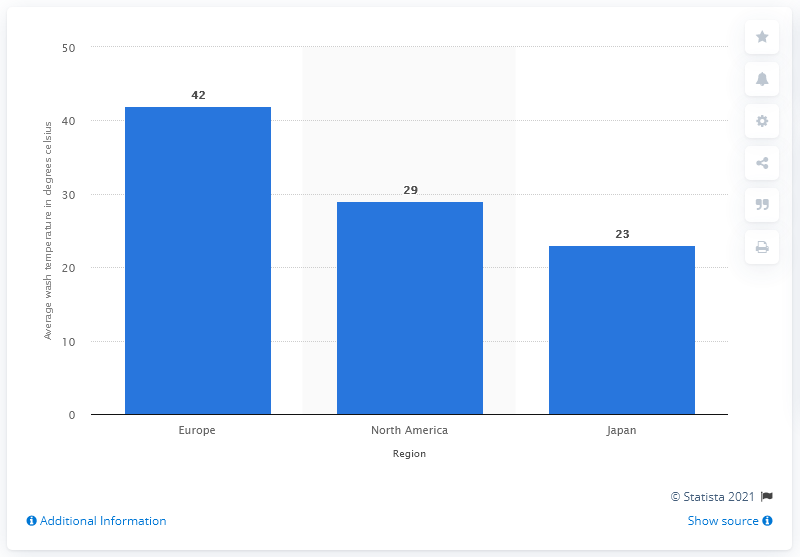 50
42
40
30
29
23
20
10
0
Average wash temperature in degrees celsius
Europe
North America
Japan
Region
© Statista 2021
Additional Information
Show source